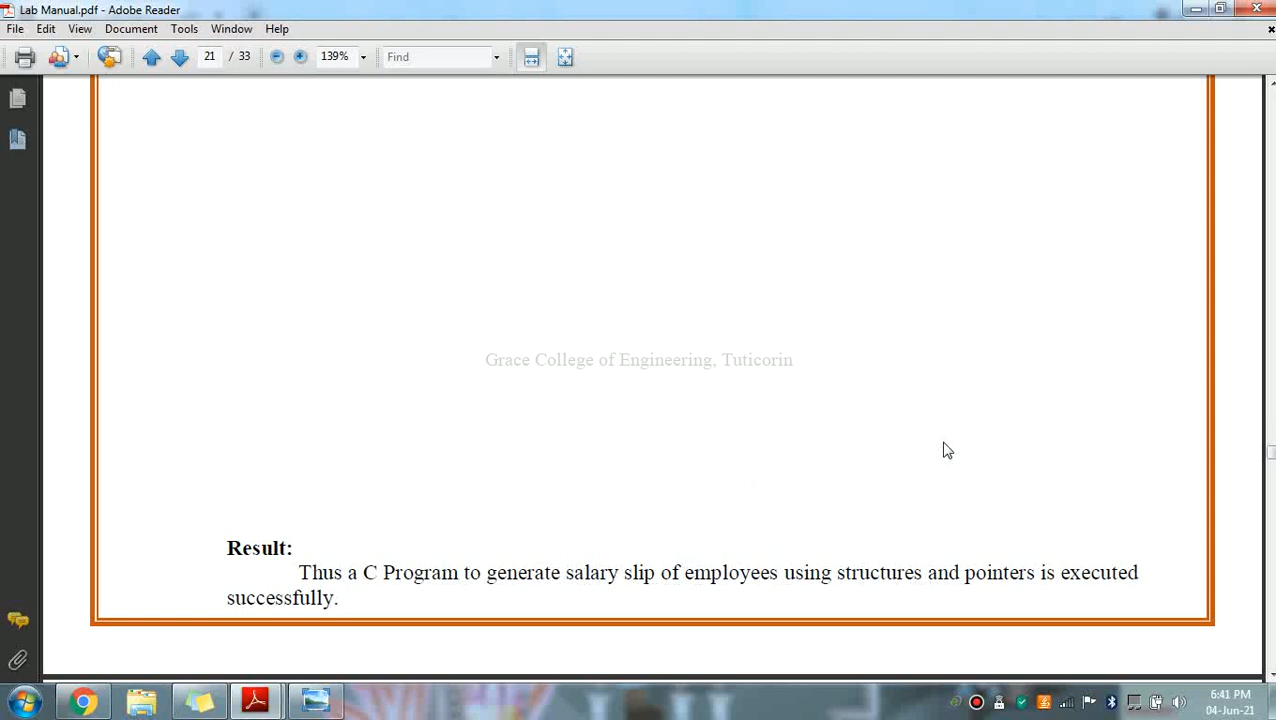 Lab Manual.pdf - Adobe Reader
File Edit View Document Tools Window Help
21 / 33 139% Find
Grace College of Engineering, Tuticorin
Result:
Thus a C Program to generate salary slip of employees using structures and pointers is executed
successfully.
6:41 PM
04-Jun-21